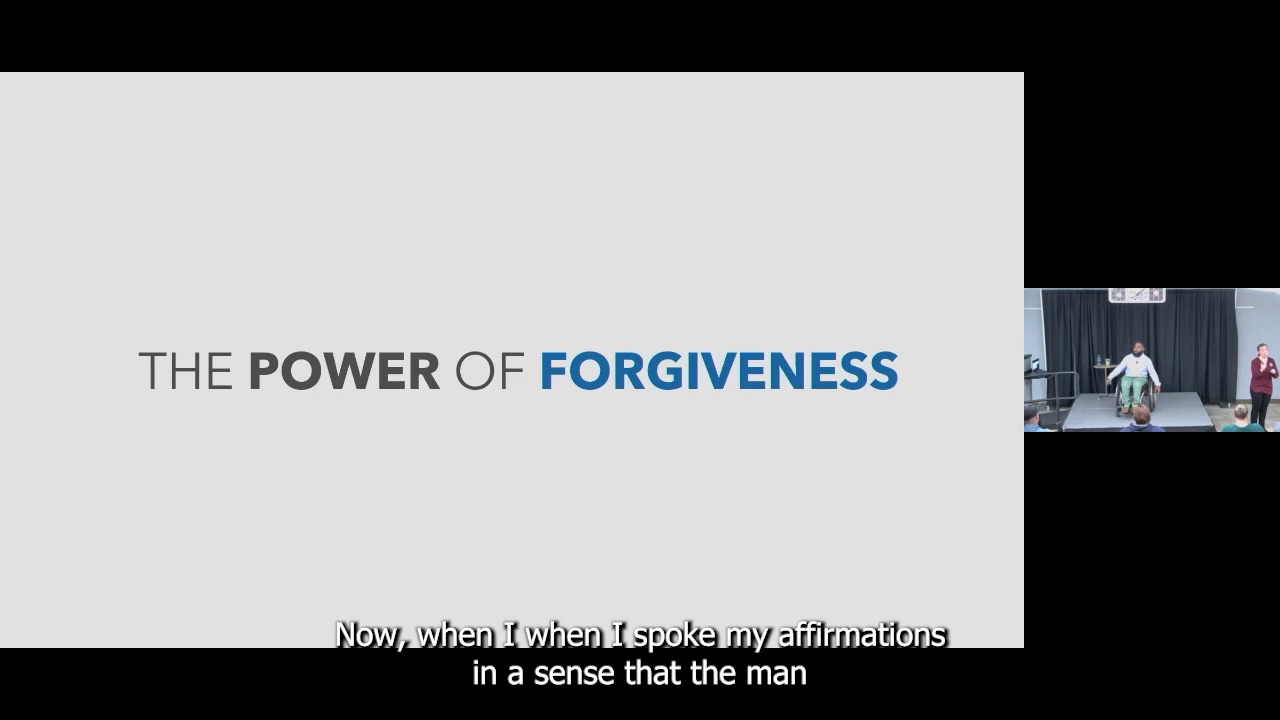 THE POWER OF FORGIVENESS
Now, when I when I spoke my affirmations
in a sense that the man